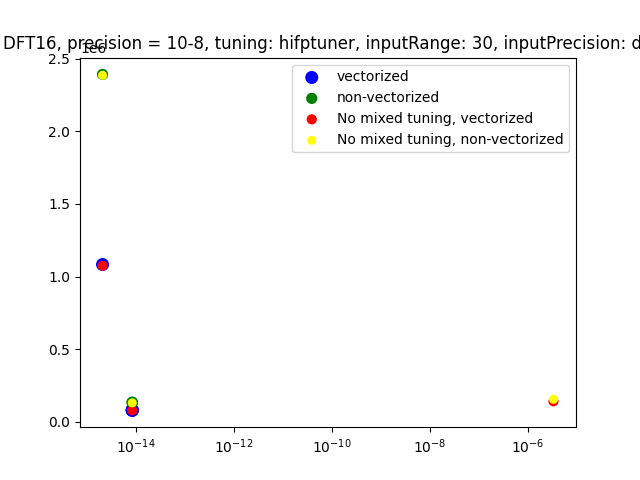 DFT16, precision = 10-8, tuning: hifptuner, inputRange: 30, inputPrecision: d
2.5
2.0
1.5
1.0
0.5
0.0
vectorized
non-vectorized
No mixed tuning, vectorized
No mixed tuning, non-vectorized
10⁻¹⁴ 10⁻¹² 10⁻¹⁰ 10⁻⁸ 10⁻⁶